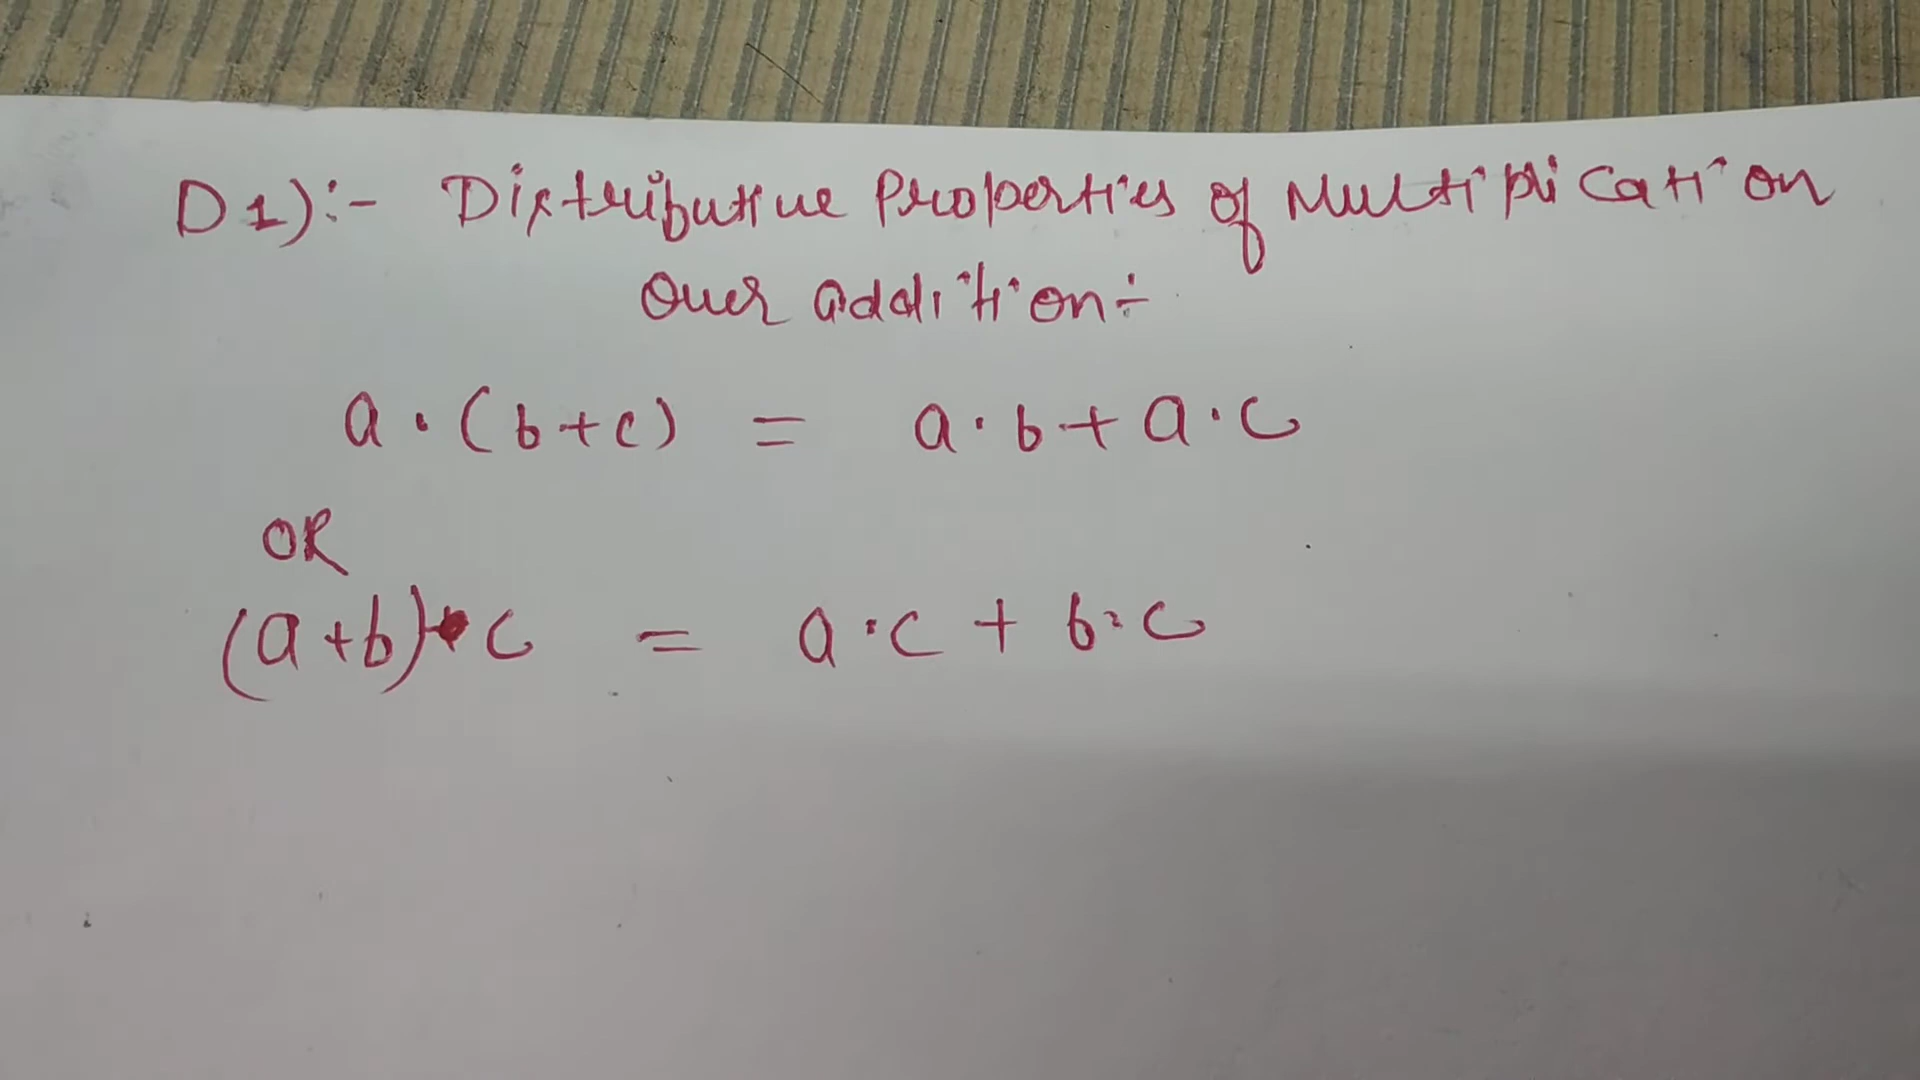 D1):- Distributive Properties of Multiplication
Over addition:-
a · (b+c) = a · b + a · c
OR
(a+b) · c = a · c + b · c